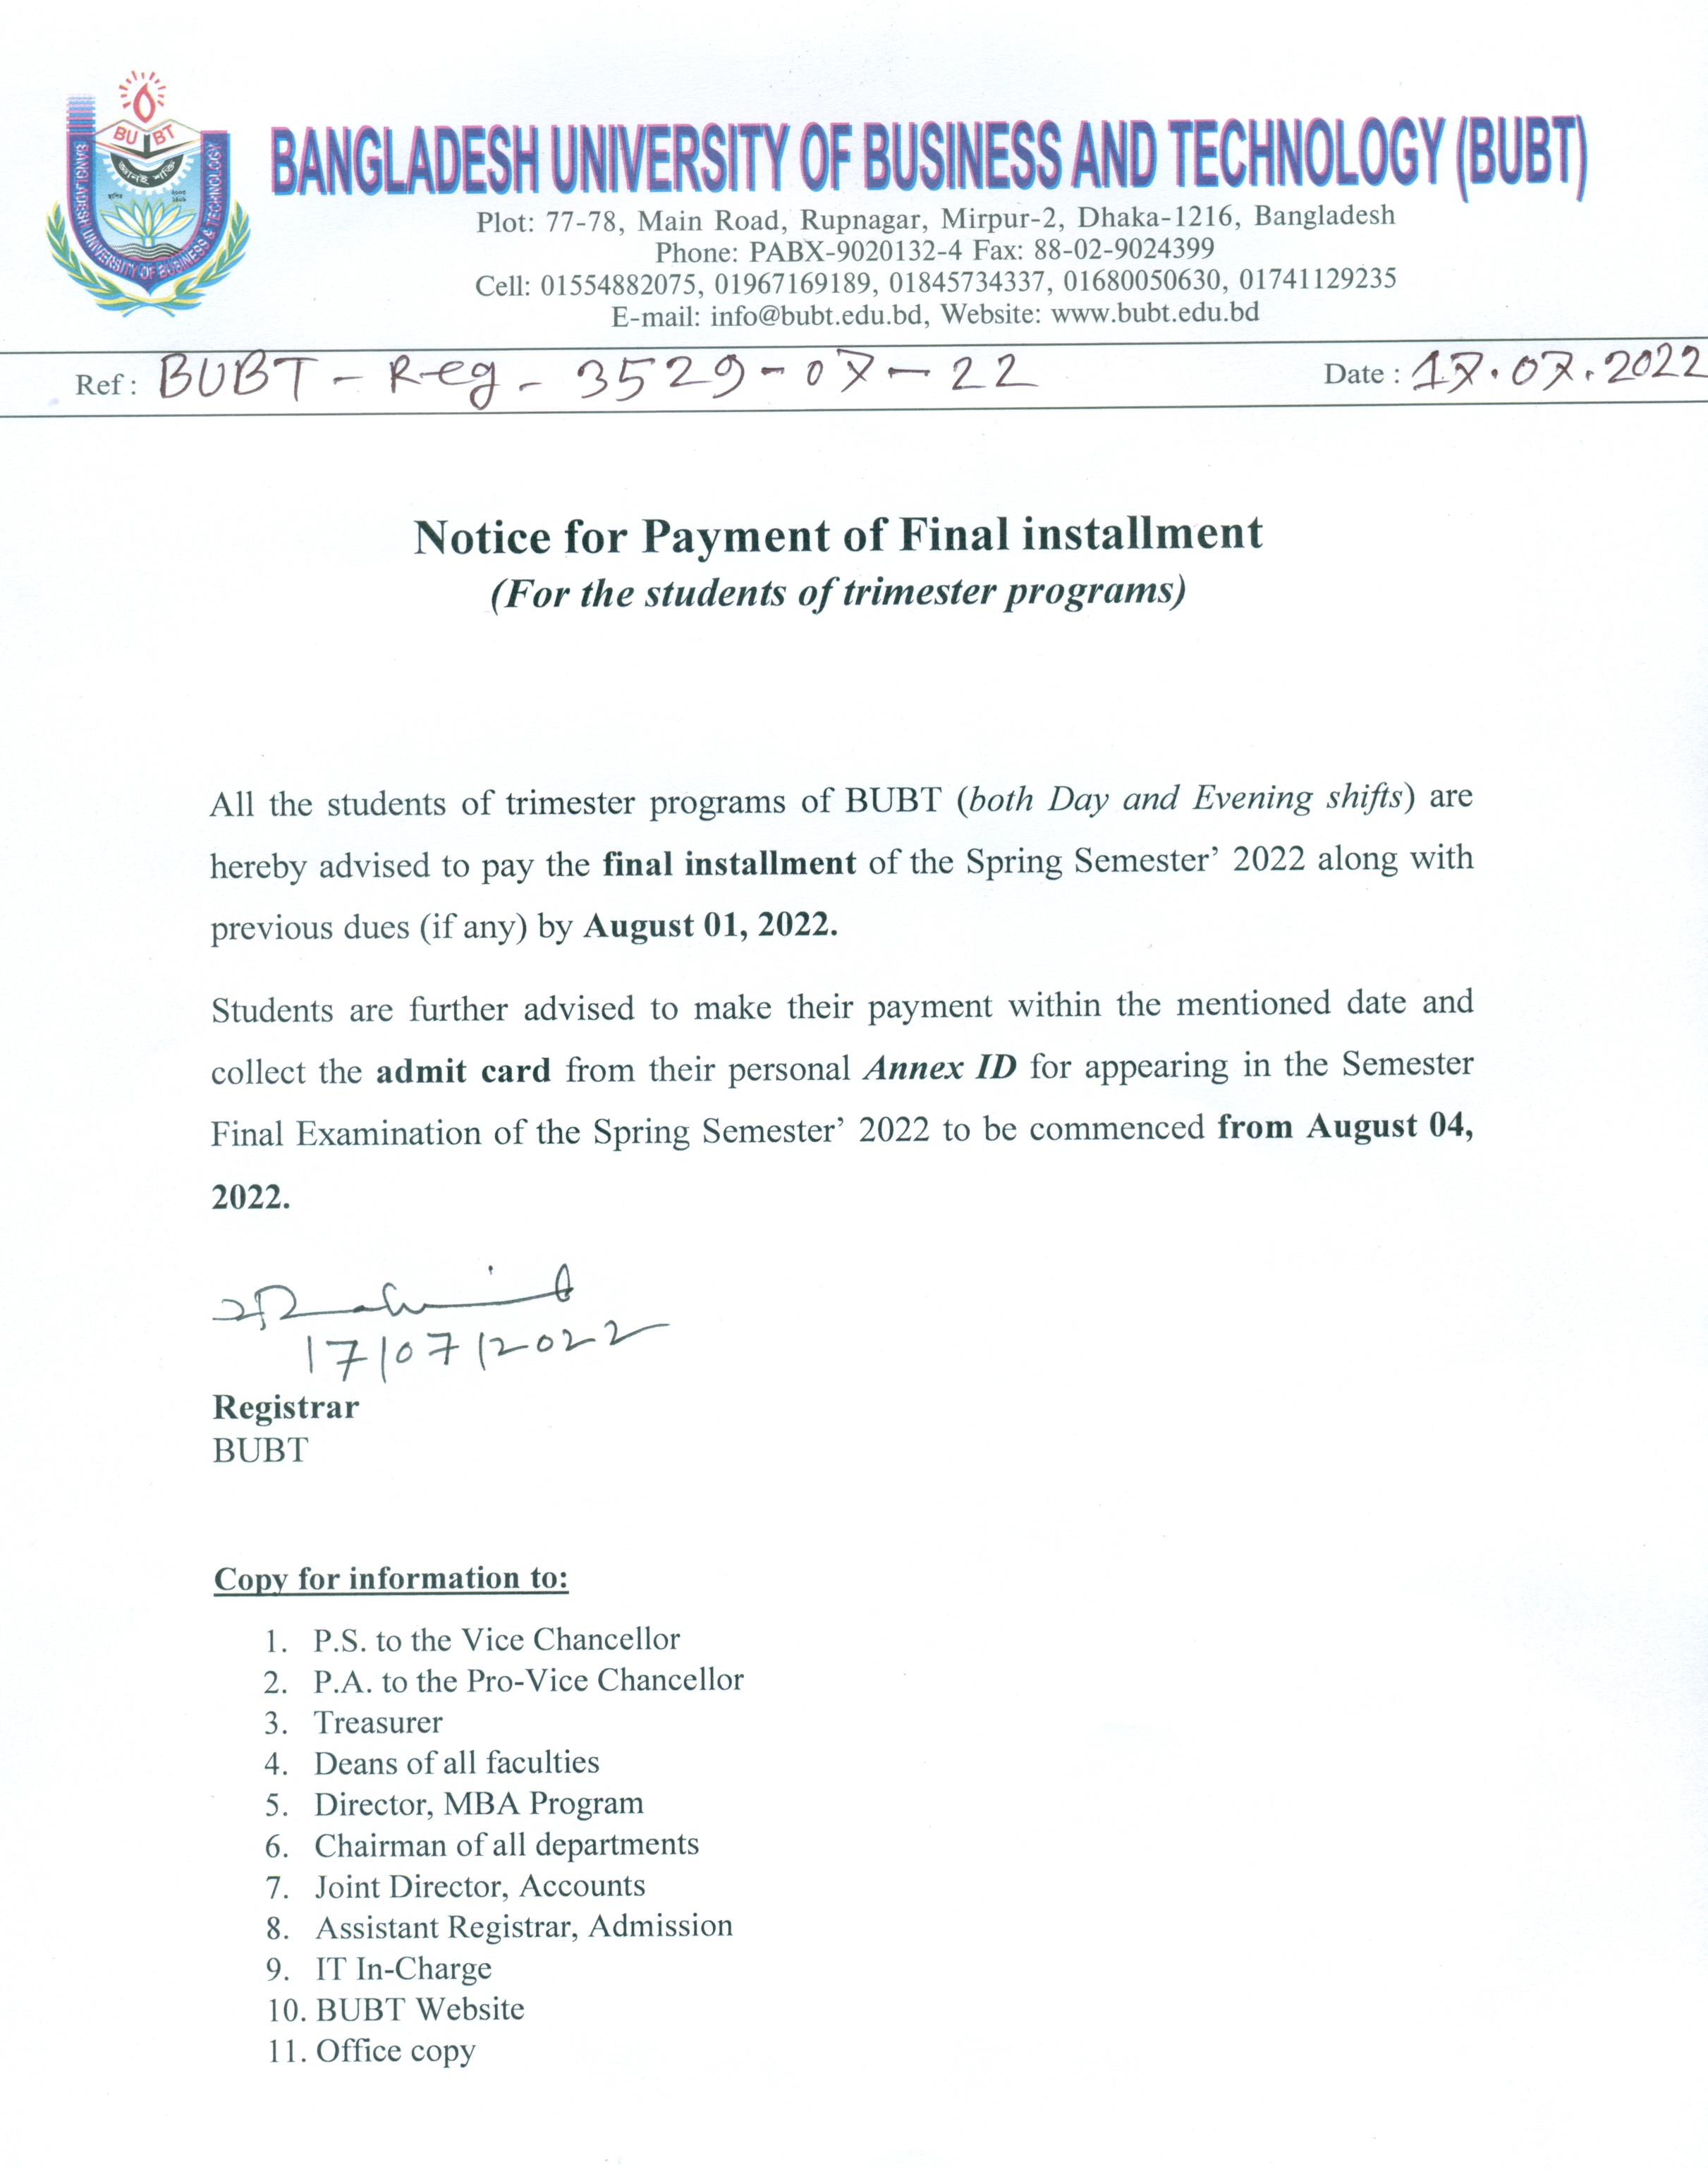 BU BT
জ্ঞানই শক্তি
স্থাপিত ২০০৩
BANGLADESH UNIVERSITY OF BUSINESS & TECHNOLOGY
BANGLADESH UNIVERSITY OF BUSINESS AND TECHNOLOGY (BUBT)
Plot: 77-78, Main Road, Rupnagar, Mirpur-2, Dhaka-1216, Bangladesh
Phone: PABX-9020132-4 Fax: 88-02-9024399
Cell: 01554882075, 01967169189, 01845734337, 01680050630, 01741129235
E-mail: info@bubt.edu.bd, Website: www.bubt.edu.bd
Ref : BUBT - Reg - 3529-07-22 Date : 17.07.2022
Notice for Payment of Final installment
(For the students of trimester programs)
All the students of trimester programs of BUBT (both Day and Evening shifts) are
hereby advised to pay the final installment of the Spring Semester’ 2022 along with
previous dues (if any) by August 01, 2022.
Students are further advised to make their payment within the mentioned date and
collect the admit card from their personal Annex ID for appearing in the Semester
Final Examination of the Spring Semester’ 2022 to be commenced from August 04,
2022.
17/07/2022
Registrar
BUBT
Copy for information to:
1. P.S. to the Vice Chancellor
2. P.A. to the Pro-Vice Chancellor
3. Treasurer
4. Deans of all faculties
5. Director, MBA Program
6. Chairman of all departments
7. Joint Director, Accounts
8. Assistant Registrar, Admission
9. IT In-Charge
10. BUBT Website
11. Office copy